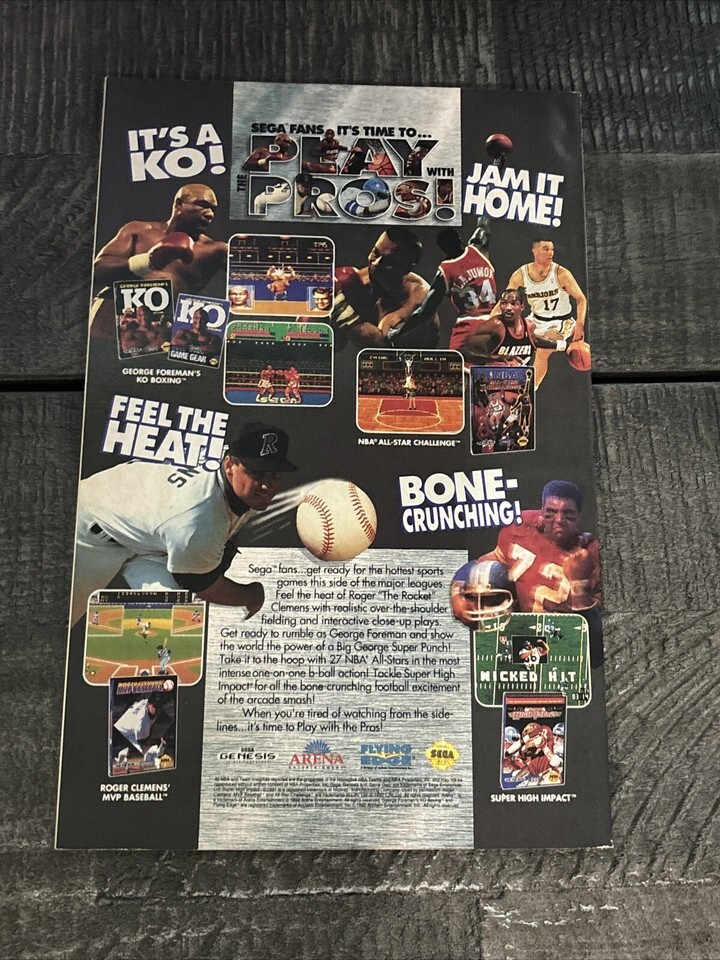 SEGA FANS IT'S TIME TO...
PLAY
THE
WITH
PROS!
IT'S A
KO!
JAM IT
HOME!
GEORGE FOREMAN'S
KO
KO
GAME GEAR
GEORGE FOREMAN'S
KO BOXING™
34
WARRIORS
17
BLAZERS
NBA
NBA® ALL-STAR CHALLENGE™
FEEL THE
HEAT!
R
BONE-
CRUNCHING!
72
Sega™ fans...get ready for the hottest sports
games this side of the major leagues.
Feel the heat of Roger "The Rocket"
Clemens with realistic over-the-shoulder
fielding and interactive close-up plays.
Get ready to rumble as George Foreman and show
the world the power of a Big George Super Punch!
Take it to the hoop with 27 NBA® All-Stars in the most
intense one-on-one b-ball action! Tackle Super High
Impact™ for all the bone-crunching football excitement
of the arcade smash!
When you're tired of watching from the side-
lines...it's time to Play with the Pros!
WICKED HIT
ROGER CLEMENS'
MVP BASEBALL™
SEGA
GENESIS
ARENA
ENTERTAINMENT
FLYING
EDGE
SEGA
SUPER HIGH IMPACT™